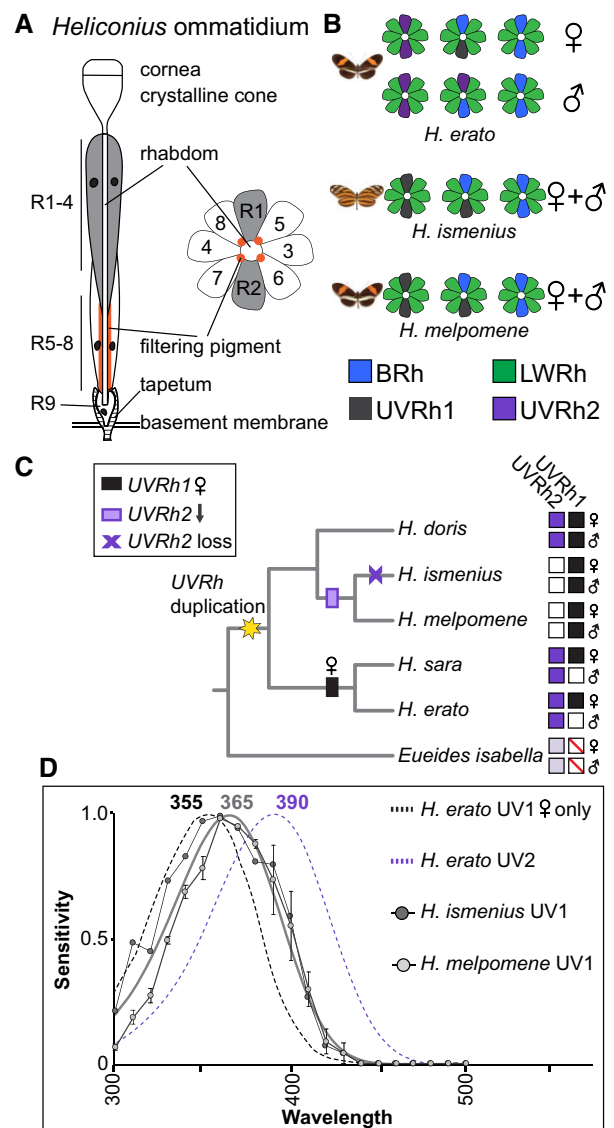 A Heliconius ommatidium
cornea
crystalline cone
rhabdom
R1-4
R1
8
5
4
3
7
6
R2
R5-8
filtering pigment
R9
tapetum
basement membrane
B
♀
♂
H. erato
♀+♂
H. ismenius
♀+♂
H. melpomene
BRh
LWRh
UVRh1
UVRh2
C
UVRh1 ♀
UVRh2 ↓
UVRh2 loss
UVRh
duplication
♀
UVRh2
UVRh1
H. doris
♀
♂
H. ismenius
♀
♂
H. melpomene
♀
♂
H. sara
♀
♂
H. erato
♀
♂
Eueides isabella
♀
♂
D
355
365
390
1.0
0.5
0
Sensitivity
300
400
500
Wavelength
H. erato UV1 ♀ only
H. erato UV2
H. ismenius UV1
H. melpomene UV1